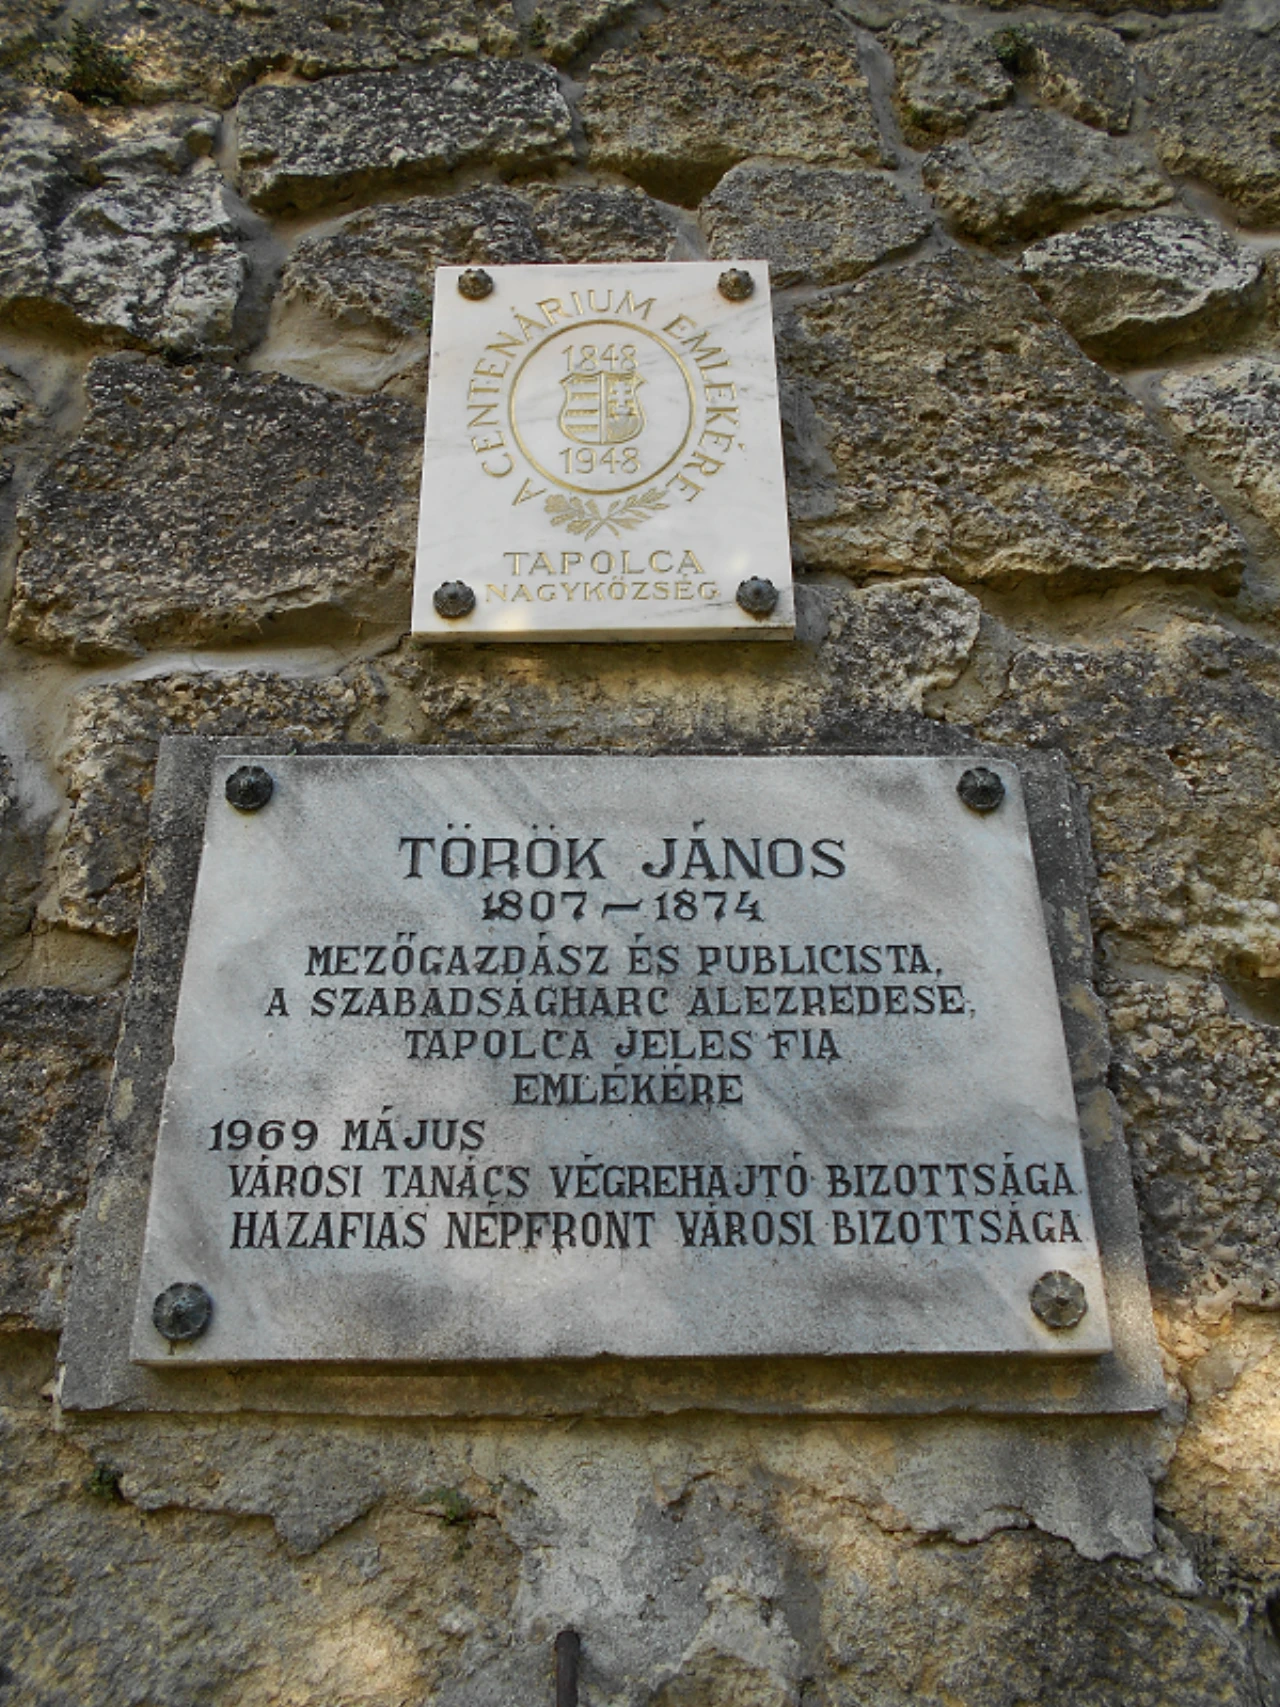 A CENTENÁRIUM EMLÉKÉRE
1848
1948
TAPOLCA
NAGYKÖZSÉG
TÖRÖK JÁNOS
1807 – 1874
MEZŐGAZDÁSZ ÉS PUBLICISTA,
A SZABADSÁGHARC ALEZREDESE,
TAPOLCA JELES FIA
EMLÉKÉRE
1969 MÁJUS
VÁROSI TANÁCS VÉGREHAJTÓ BIZOTTSÁGA
HAZAFIAS NÉPFRONT VÁROSI BIZOTTSÁGA